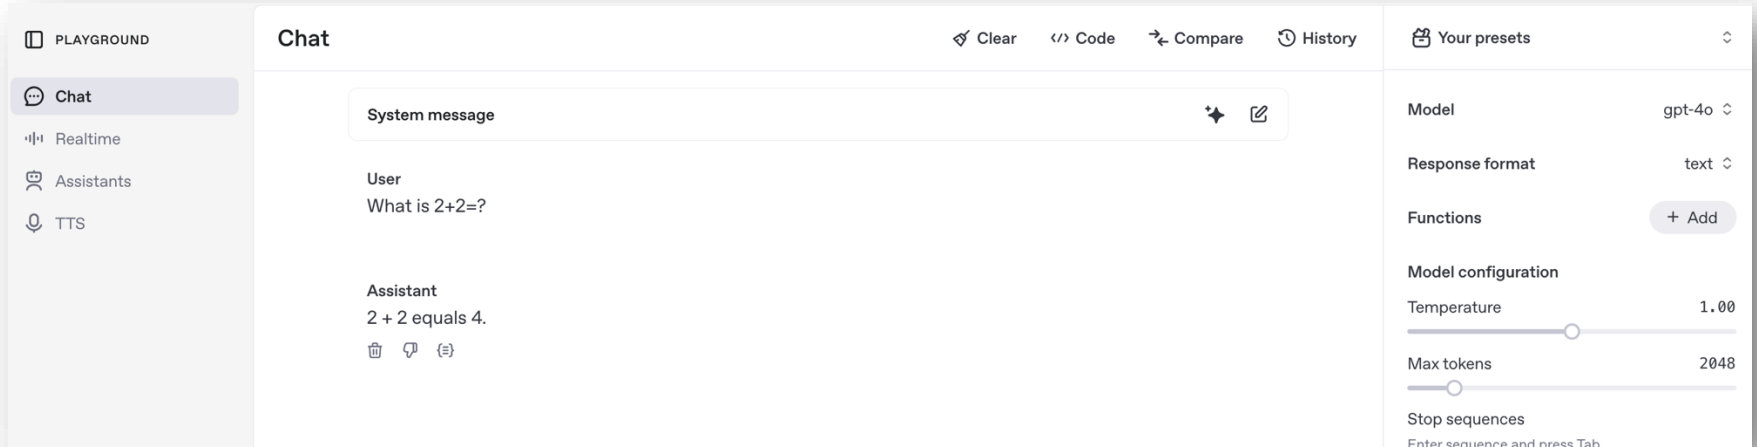 PLAYGROUND
Chat
Realtime
Assistants
TTS
Chat
Clear
Code
Compare
History
System message
User
What is 2+2=?
Assistant
2 + 2 equals 4.
Your presets
Model gpt-4o
Response format text
Functions + Add
Model configuration
Temperature 1.00
Max tokens 2048
Stop sequences
Enter sequence and press Tab